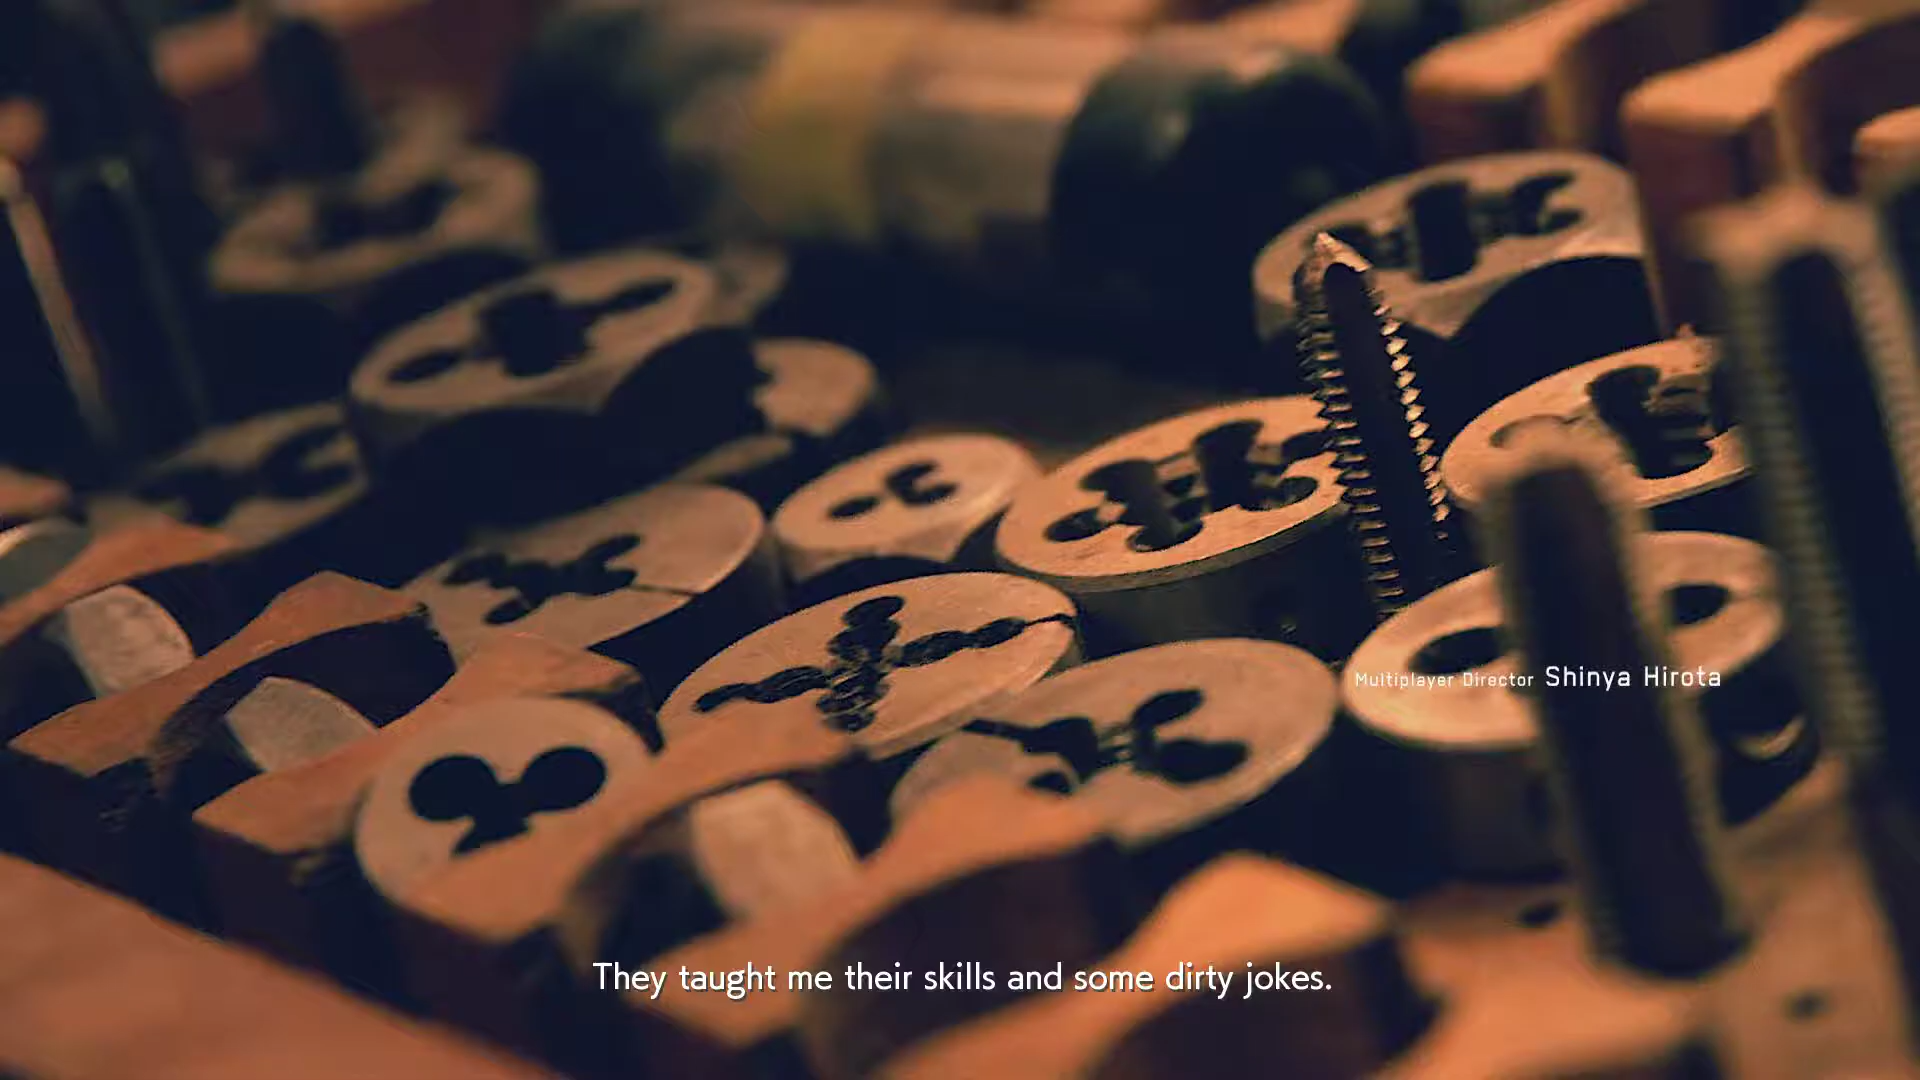 Multiplayer Director Shinya Hirota
They taught me their skills and some dirty jokes.